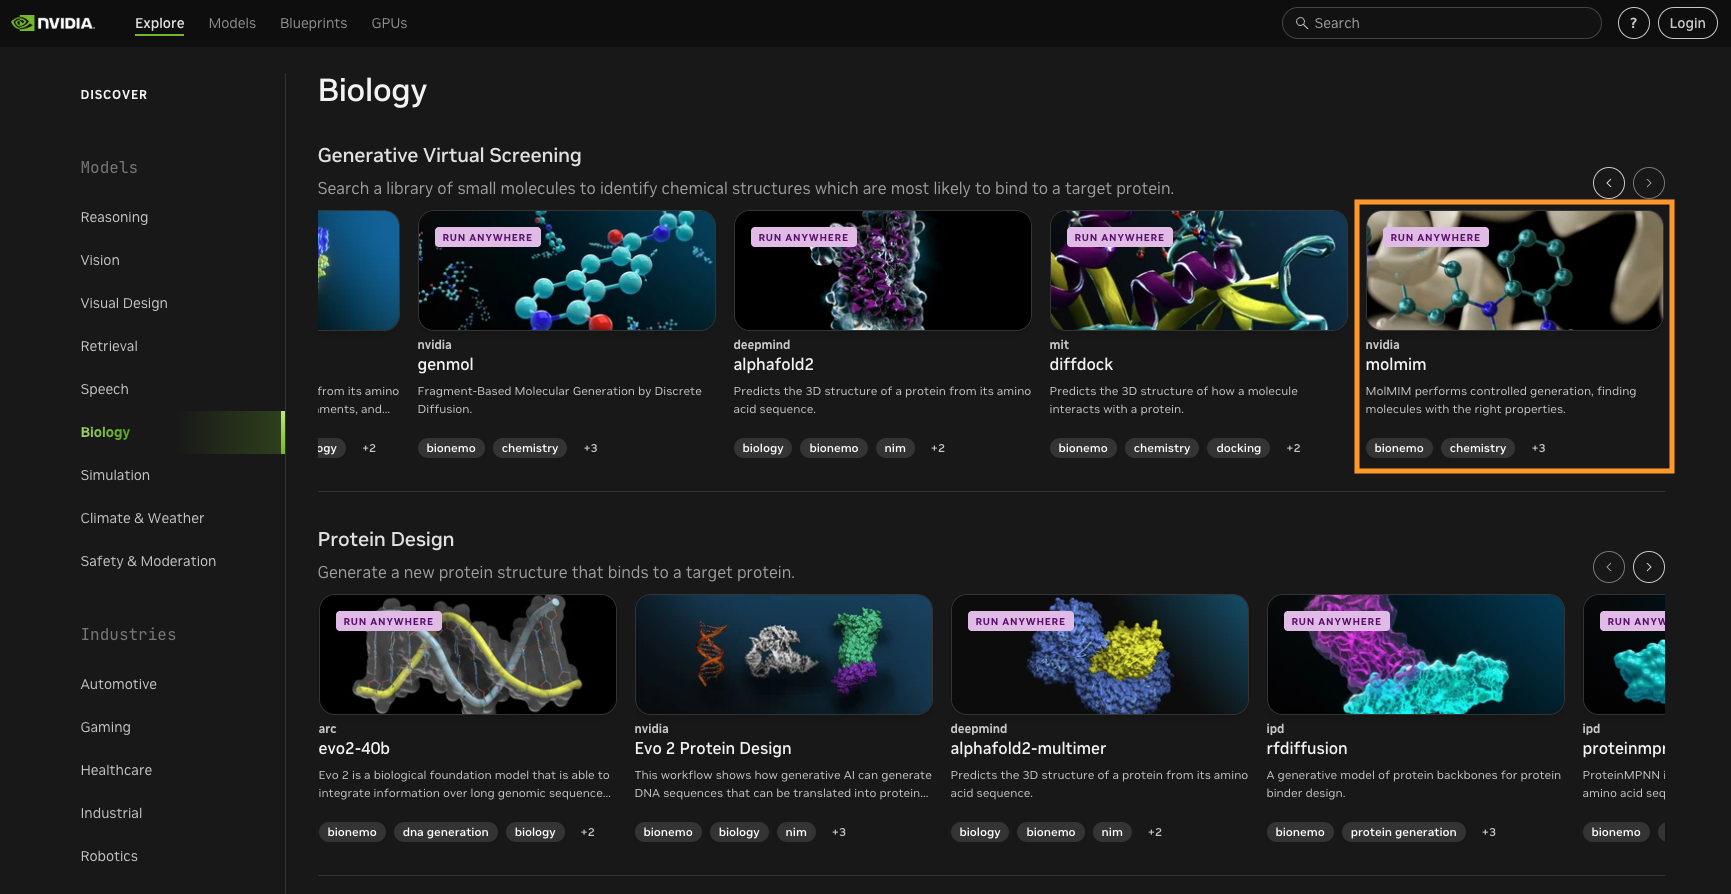 NVIDIA
Explore
Models
Blueprints
GPUs
Search
?
Login
DISCOVER
Models
Reasoning
Vision
Visual Design
Retrieval
Speech
Biology
Simulation
Climate & Weather
Safety & Moderation
Industries
Automotive
Gaming
Healthcare
Industrial
Robotics
Biology
Generative Virtual Screening
Search a library of small molecules to identify chemical structures which are most likely to bind to a target protein.
from its amino
and...
+2
RUN ANYWHERE
nvidia
genmol
Fragment-Based Molecular Generation by Discrete
Diffusion.
bionemo chemistry +3
RUN ANYWHERE
deepmind
alphafold2
Predicts the 3D structure of a protein from its amino
acid sequence.
biology bionemo nim +2
RUN ANYWHERE
mit
diffdock
Predicts the 3D structure of how a molecule
interacts with a protein.
bionemo chemistry docking +2
RUN ANYWHERE
nvidia
molmim
MolMIM performs controlled generation, finding
molecules with the right properties.
bionemo chemistry +3
Protein Design
Generate a new protein structure that binds to a target protein.
RUN ANYWHERE
arc
evo2-40b
Evo 2 is a biological foundation model that is able to
integrate information over long genomic sequence...
bionemo dna generation biology +2
nvidia
Evo 2 Protein Design
This workflow shows how generative AI can generate
DNA sequences that can be translated into protein...
bionemo biology nim +3
RUN ANYWHERE
deepmind
alphafold2-multimer
Predicts the 3D structure of a protein from its amino
acid sequence.
biology bionemo nim +2
RUN ANYWHERE
ipd
rfdiffusion
A generative model of protein backbones for protein
binder design.
bionemo protein generation +3
RUN
ipd
ProteinMPNN
amino acid
bionemo